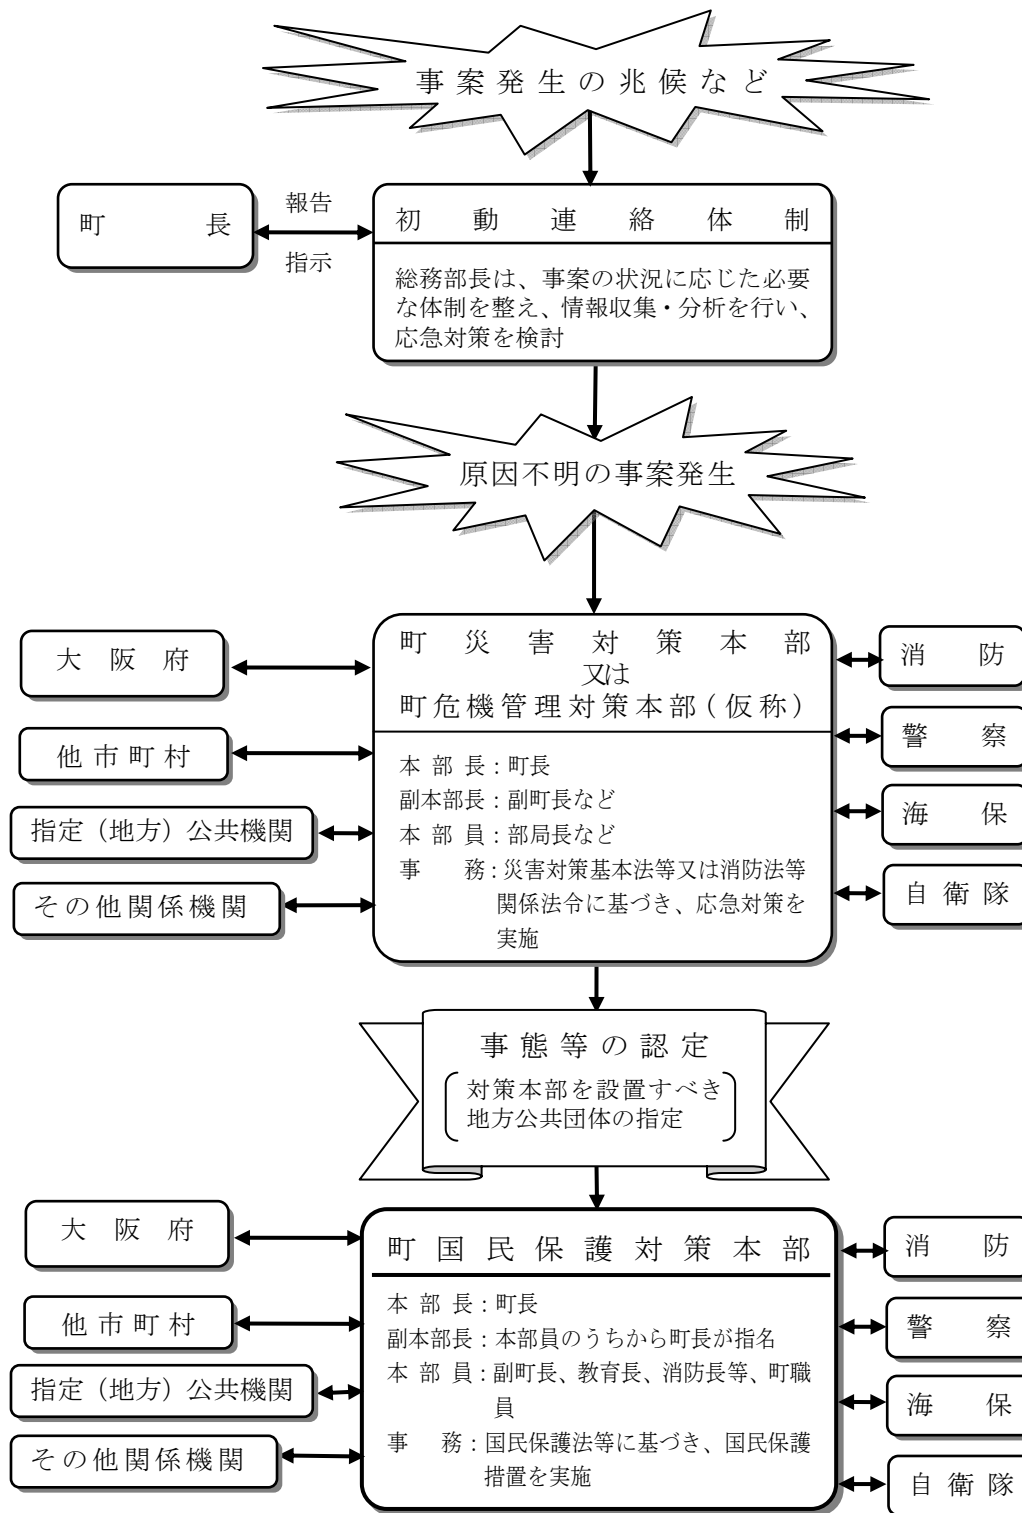 事案発生の兆候など
町長
報告
指示
初動連絡体制
総務部長は、事案の状況に応じた必要
な体制を整え、情報収集・分析を行い、
応急対策を検討
原因不明の事案発生
大阪府
他市町村
指定（地方）公共機関
その他関係機関
町災害対策本部
又は
町危機管理対策本部（仮称）
本部長：町長
副本部長：副町長など
本部員：部局長など
事務：災害対策基本法等又は消防法等
関係法令に基づき、応急対策を
実施
消防
警察
海保
自衛隊
事態等の認定
対策本部を設置すべき
地方公共団体の指定
大阪府
他市町村
指定（地方）公共機関
その他関係機関
町国民保護対策本部
本部長：町長
副本部長：本部員のうちから町長が指名
本部員：副町長、教育長、消防長等、町職
員
事務：国民保護法等に基づき、国民保護
措置を実施
消防
警察
海保
自衛隊